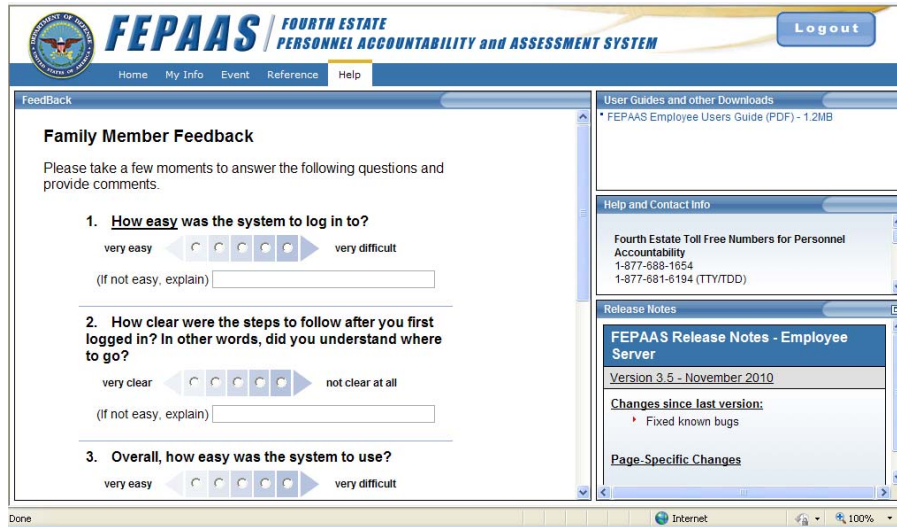 DEPARTMENT OF DEFENSE
UNITED STATES OF AMERICA
FEPAAS
FOURTH ESTATE
PERSONNEL ACCOUNTABILITY and ASSESSMENT SYSTEM
Logout
Home My Info Event Reference Help
FeedBack
Family Member Feedback
Please take a few moments to answer the following questions and
provide comments.
1. How easy was the system to log in to?
very easy very difficult
(If not easy, explain)
2. How clear were the steps to follow after you first
logged in? In other words, did you understand where
to go?
very clear not clear at all
(If not easy, explain)
3. Overall, how easy was the system to use?
very easy very difficult
User Guides and other Downloads
FEPAAS Employee Users Guide (PDF) - 1.2MB
Help and Contact Info
Fourth Estate Toll Free Numbers for Personnel
Accountability
1-877-688-1654
1-877-681-6194 (TTY/TDD)
Release Notes
FEPAAS Release Notes - Employee
Server
Version 3.5 - November 2010
Changes since last version:
Fixed known bugs
Page-Specific Changes
Done Internet 100%